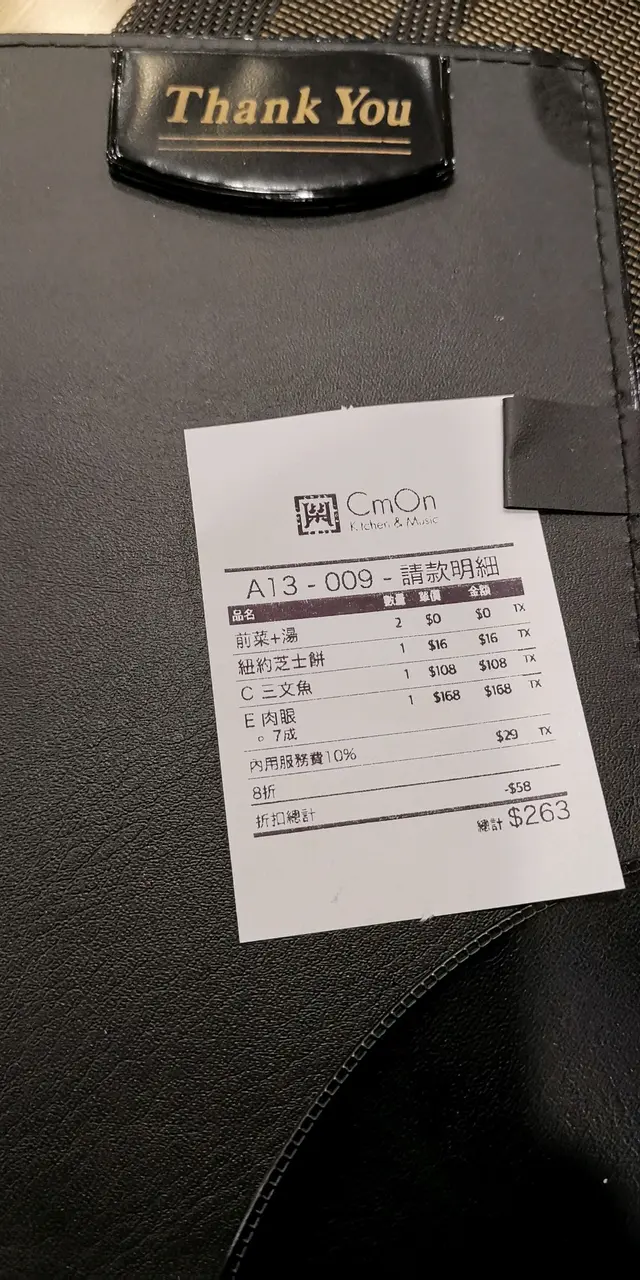 Thank You
CmOn
Kitchen & Music
A13 - 009 - 請款明細
品名 數量 單價 金額
前菜+湯 2 $0 $0 TX
紐約芝士餅 1 $16 $16 TX
C 三文魚 1 $108 $108 TX
E 肉眼 1 $168 $168 TX
。7成
內用服務費10% $29 TX
8折
折扣總計 -$58
總計 $263